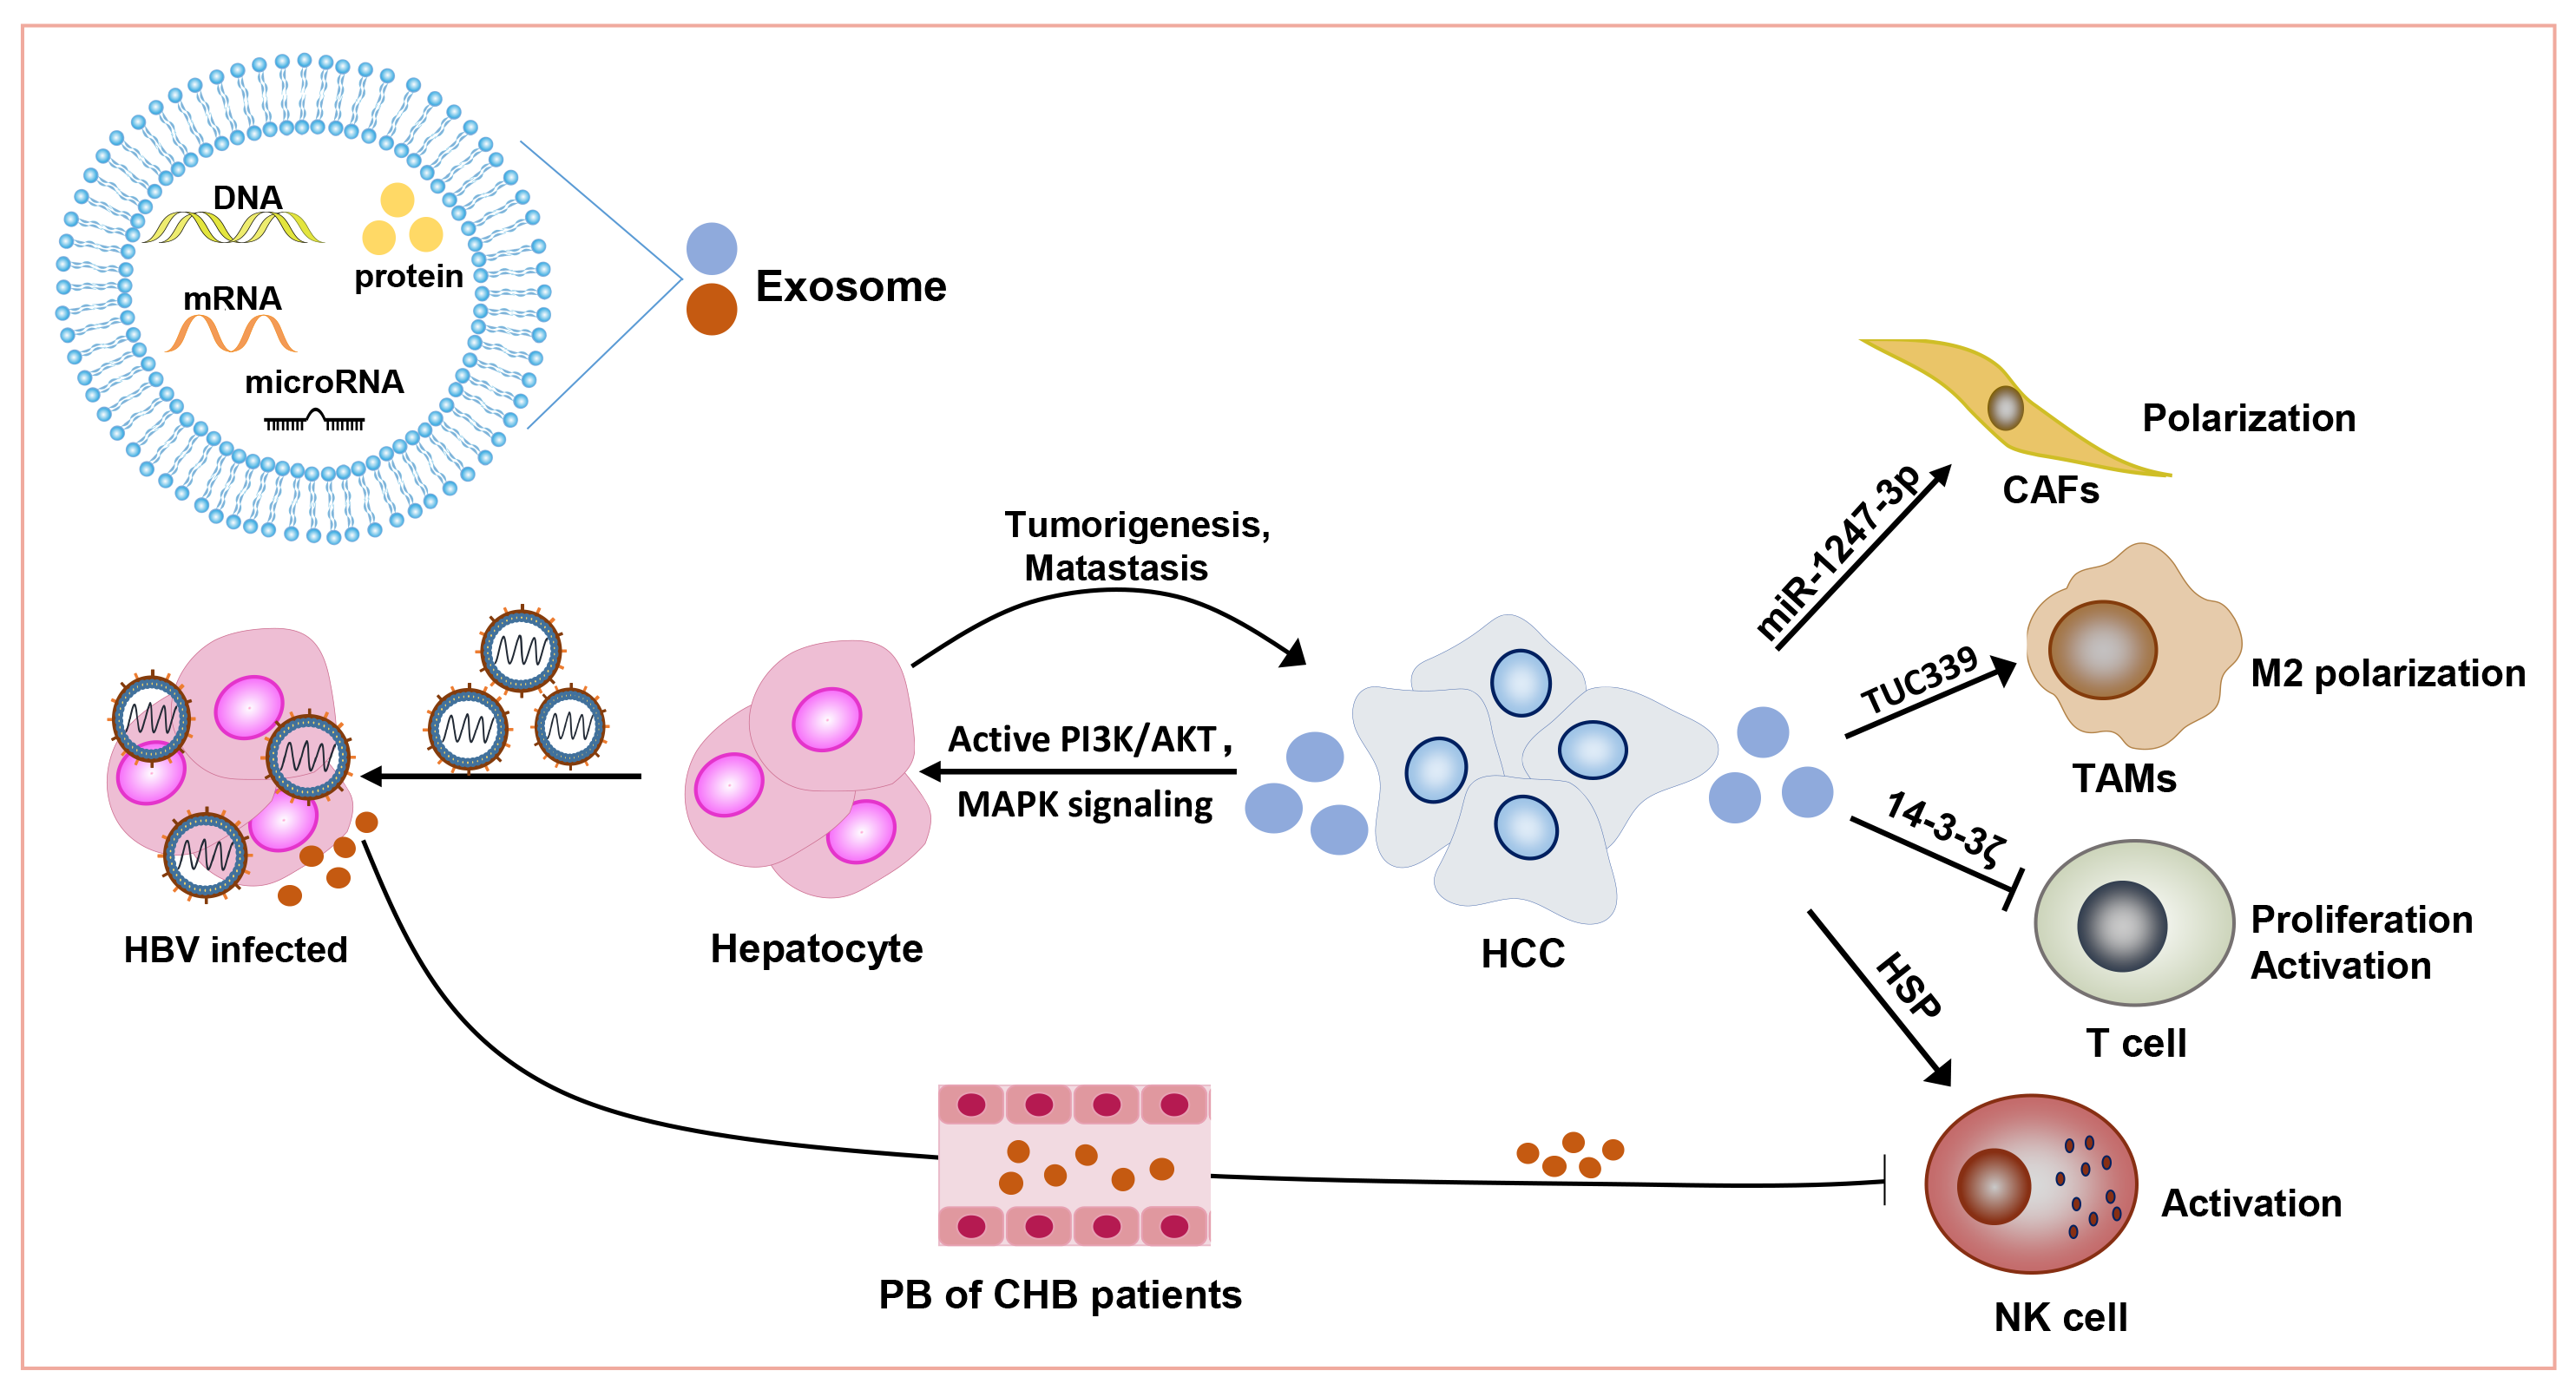 DNA
protein
mRNA
microRNA
Exosome
Polarization
CAFs
miR-1247-3p
Tumorigenesis,
Matastasis
TUC339
M2 polarization
TAMs
Active PI3K/AKT,
MAPK signaling
14-3-3ζ
Proliferation
Activation
T cell
HBV infected
Hepatocyte
HCC
HSP
Activation
NK cell
PB of CHB patients